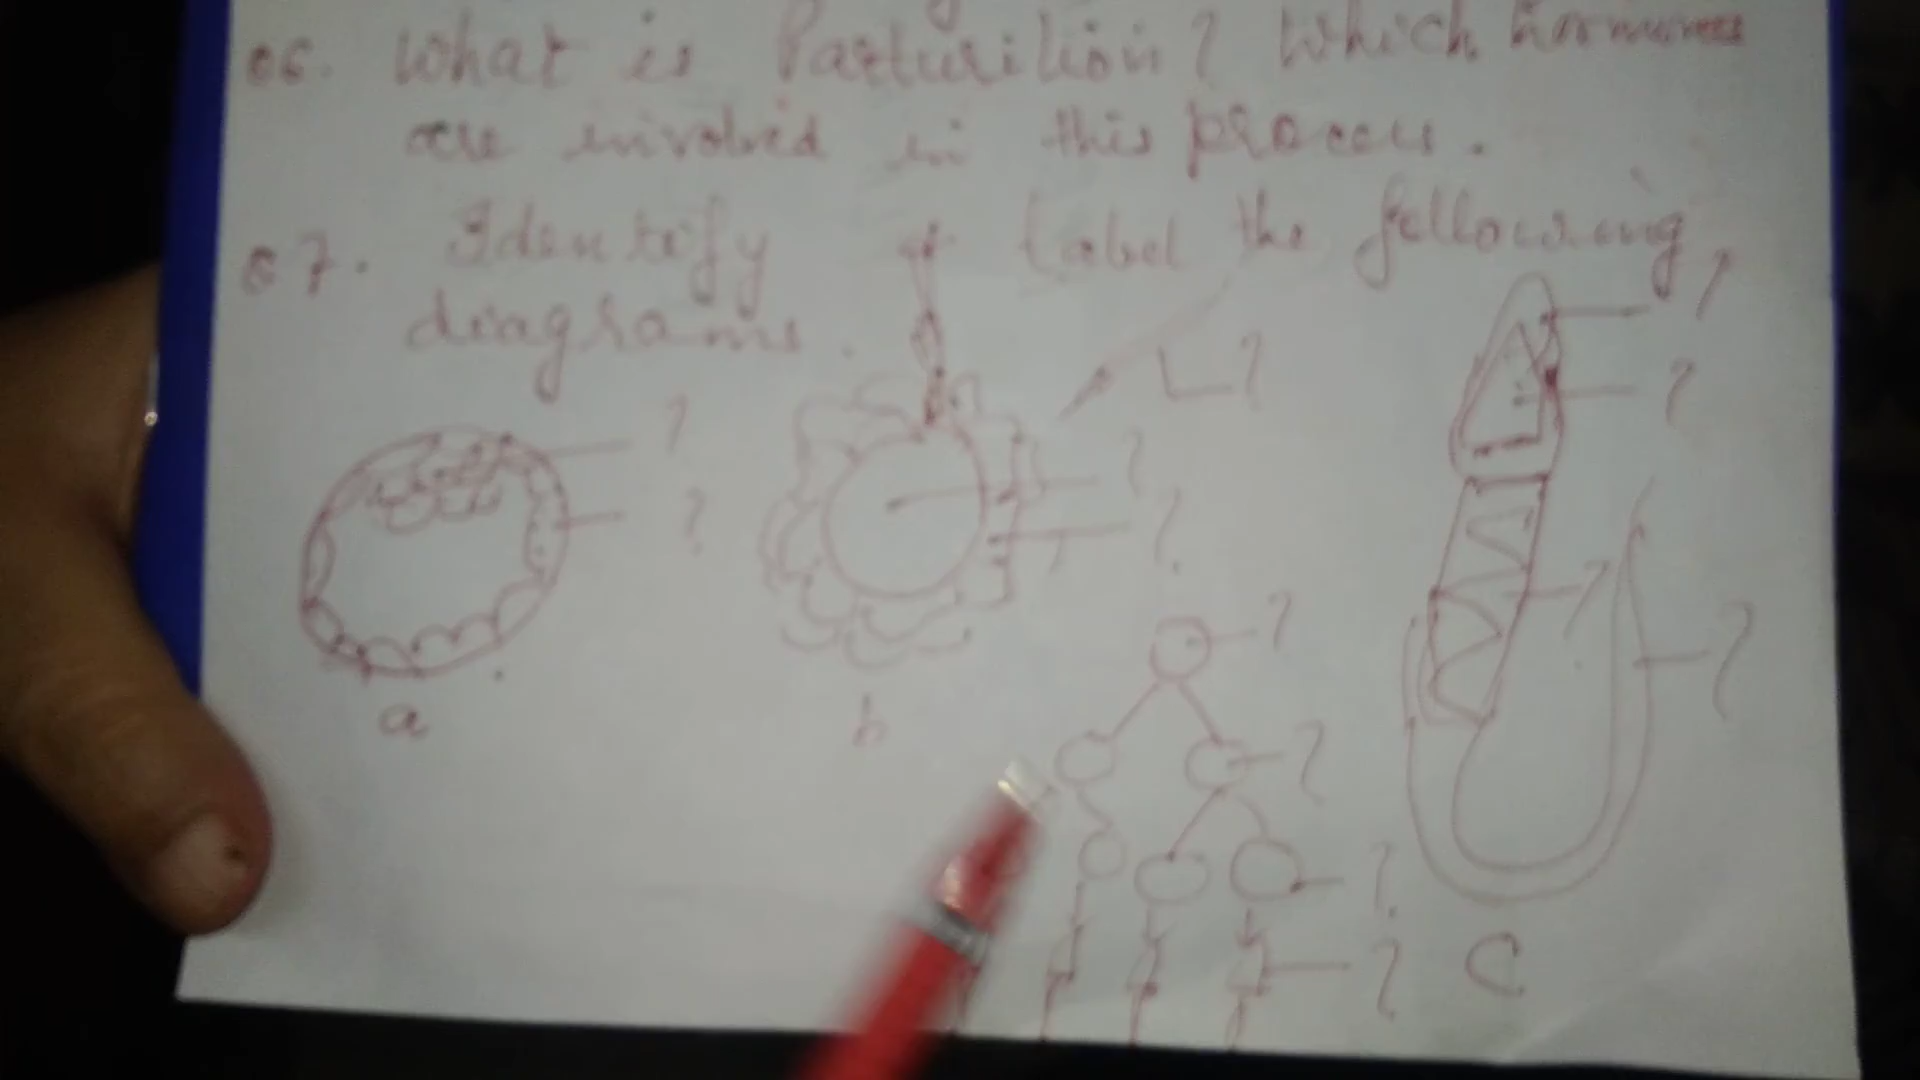 06. What is Parturition? Which hormones
are involved in this process.
07. Identify & label the following
diagrams.
?
?
?
?
?
?
?
?
?
?
?
?
?
a
b
C